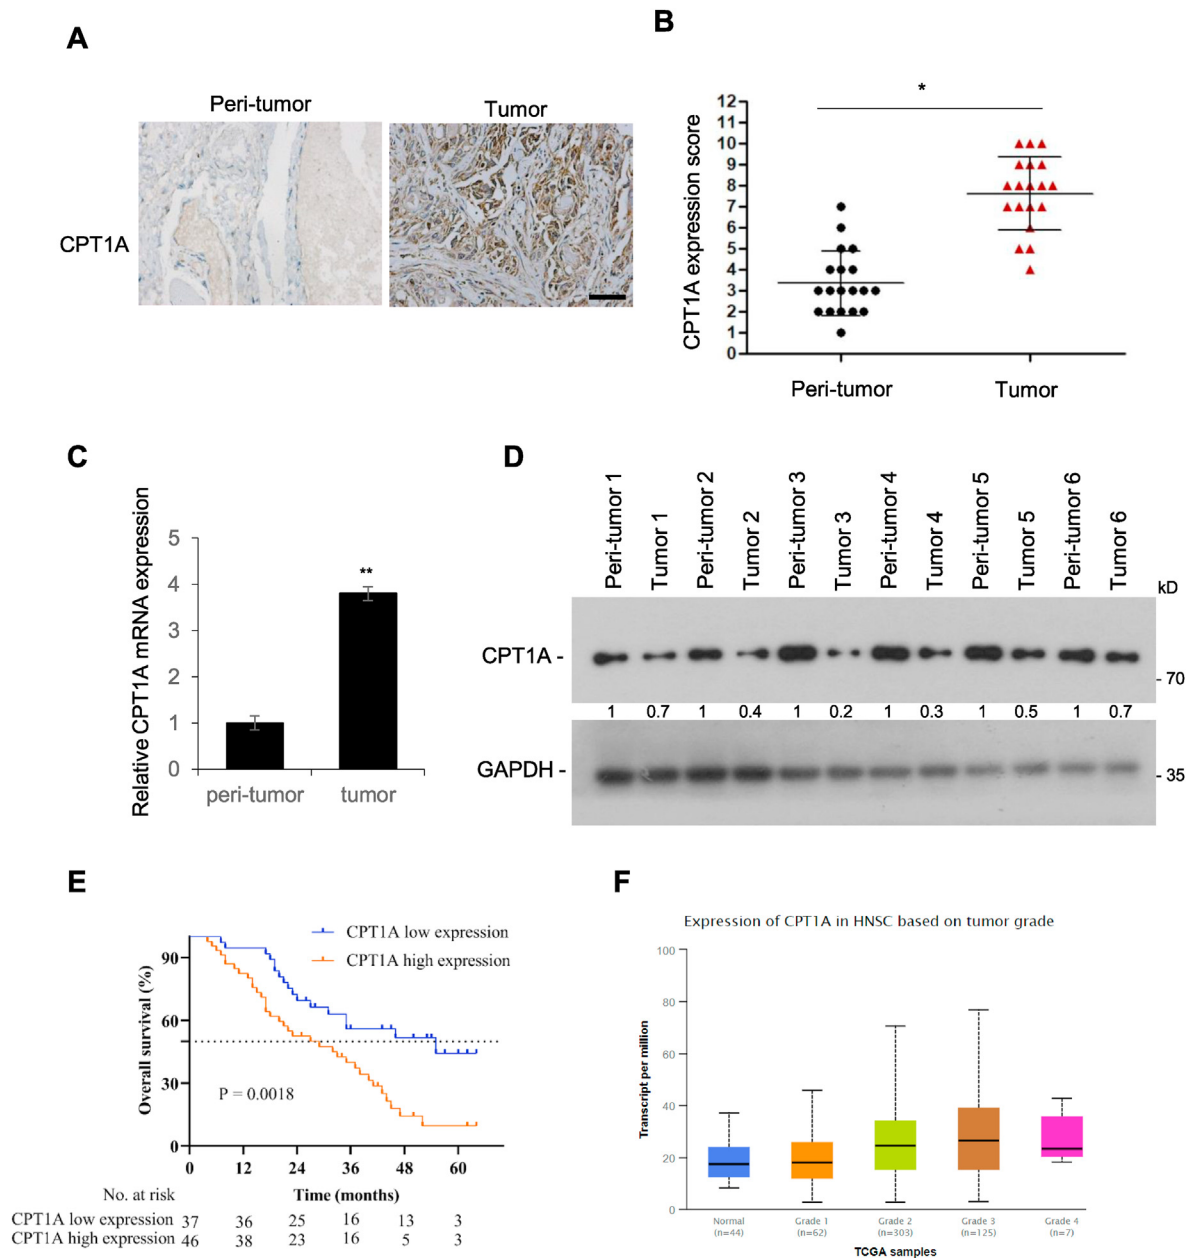 A
Peri-tumor
Tumor
CPT1A
B
*
CPT1A expression score
12
11
10
9
8
7
6
5
4
3
2
1
0
Peri-tumor
Tumor
C
Relative CPT1A mRNA expression
5
4
3
2
1
0
**
peri-tumor
tumor
D
Peri-tumor 1
Tumor 1
Peri-tumor 2
Tumor 2
Peri-tumor 3
Tumor 3
Peri-tumor 4
Tumor 4
Peri-tumor 5
Tumor 5
Peri-tumor 6
Tumor 6
kD
CPT1A -
- 70
1 0.7 1 0.4 1 0.2 1 0.3 1 0.5 1 0.7
GAPDH -
- 35
E
CPT1A low expression
CPT1A high expression
Overall survival (%)
90
60
30
0
P = 0.0018
0 12 24 36 48 60
No. at risk
Time (months)
CPT1A low expression 37 36 25 16 13 3
CPT1A high expression 46 38 23 16 5 3
F
Expression of CPT1A in HNSC based on tumor grade
Transcript per million
100
80
60
40
20
0
Normal
(n=44)
Grade 1
(n=62)
Grade 2
(n=303)
Grade 3
(n=125)
Grade 4
(n=7)
TCGA samples